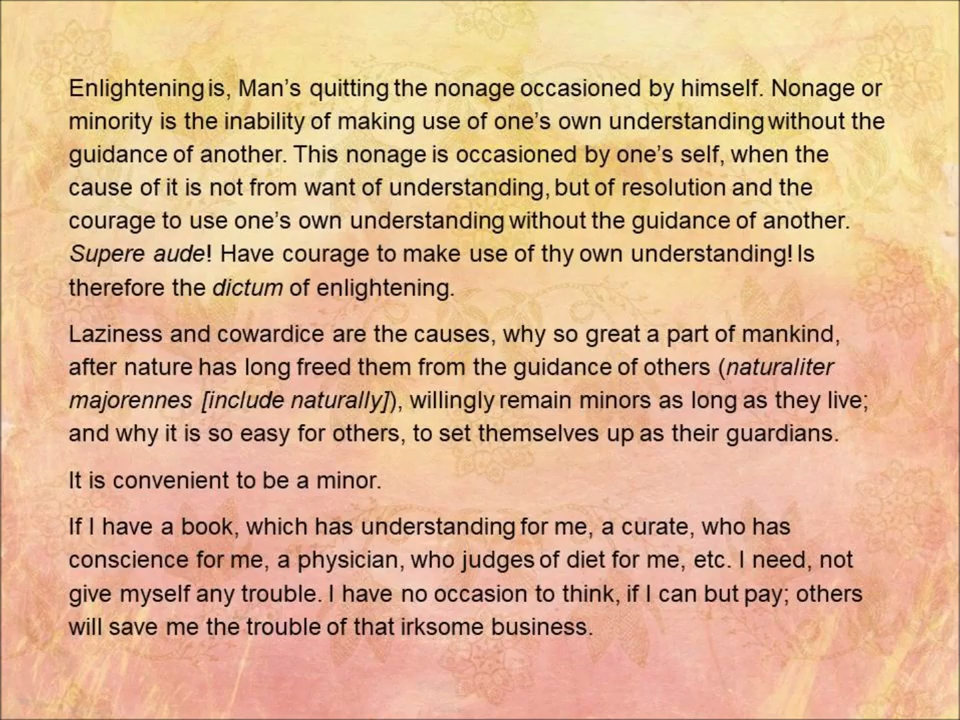 Enlightening is, Man’s quitting the nonage occasioned by himself. Nonage or
minority is the inability of making use of one’s own understanding without the
guidance of another. This nonage is occasioned by one’s self, when the
cause of it is not from want of understanding, but of resolution and the
courage to use one’s own understanding without the guidance of another.
Supere aude! Have courage to make use of thy own understanding! Is
therefore the dictum of enlightening.
Laziness and cowardice are the causes, why so great a part of mankind,
after nature has long freed them from the guidance of others (naturaliter
majorennes [include naturally]), willingly remain minors as long as they live;
and why it is so easy for others, to set themselves up as their guardians.
It is convenient to be a minor.
If I have a book, which has understanding for me, a curate, who has
conscience for me, a physician, who judges of diet for me, etc. I need, not
give myself any trouble. I have no occasion to think, if I can but pay; others
will save me the trouble of that irksome business.